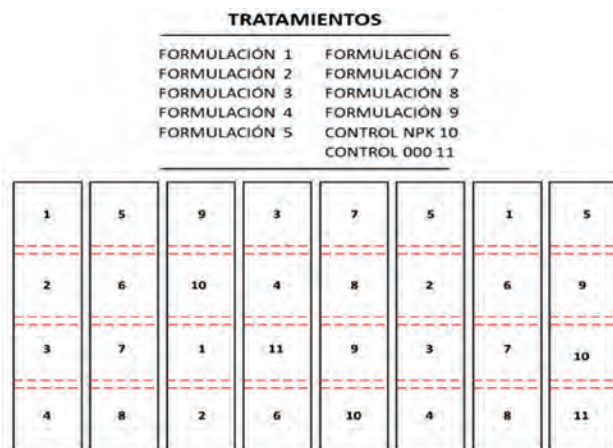 TRATAMIENTOS
FORMULACIÓN 1 FORMULACIÓN 6
FORMULACIÓN 2 FORMULACIÓN 7
FORMULACIÓN 3 FORMULACIÓN 8
FORMULACIÓN 4 FORMULACIÓN 9
FORMULACIÓN 5 CONTROL NPK 10
CONTROL 000 11
1 5 9 3 7 5 1 5
2 6 10 4 8 2 6 9
3 7 1 11 9 3 7 10
4 8 2 6 10 4 8 11